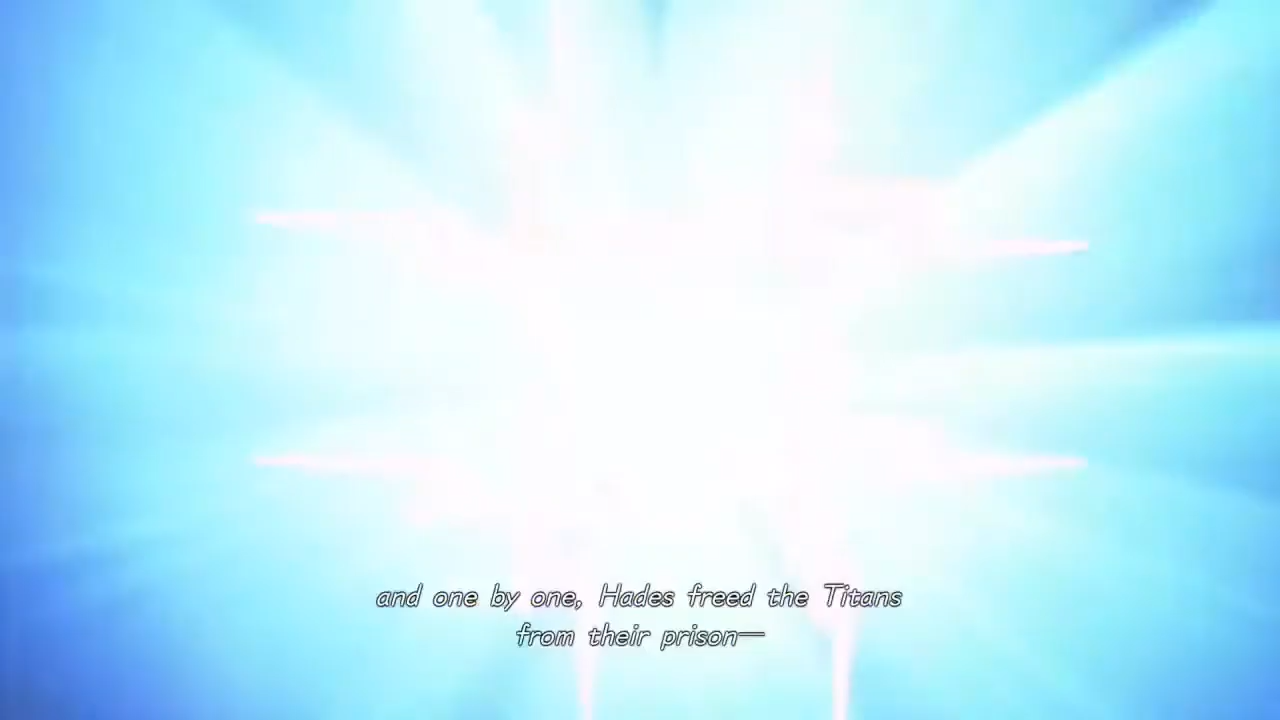 and one by one, Hades freed the Titans
from their prison—